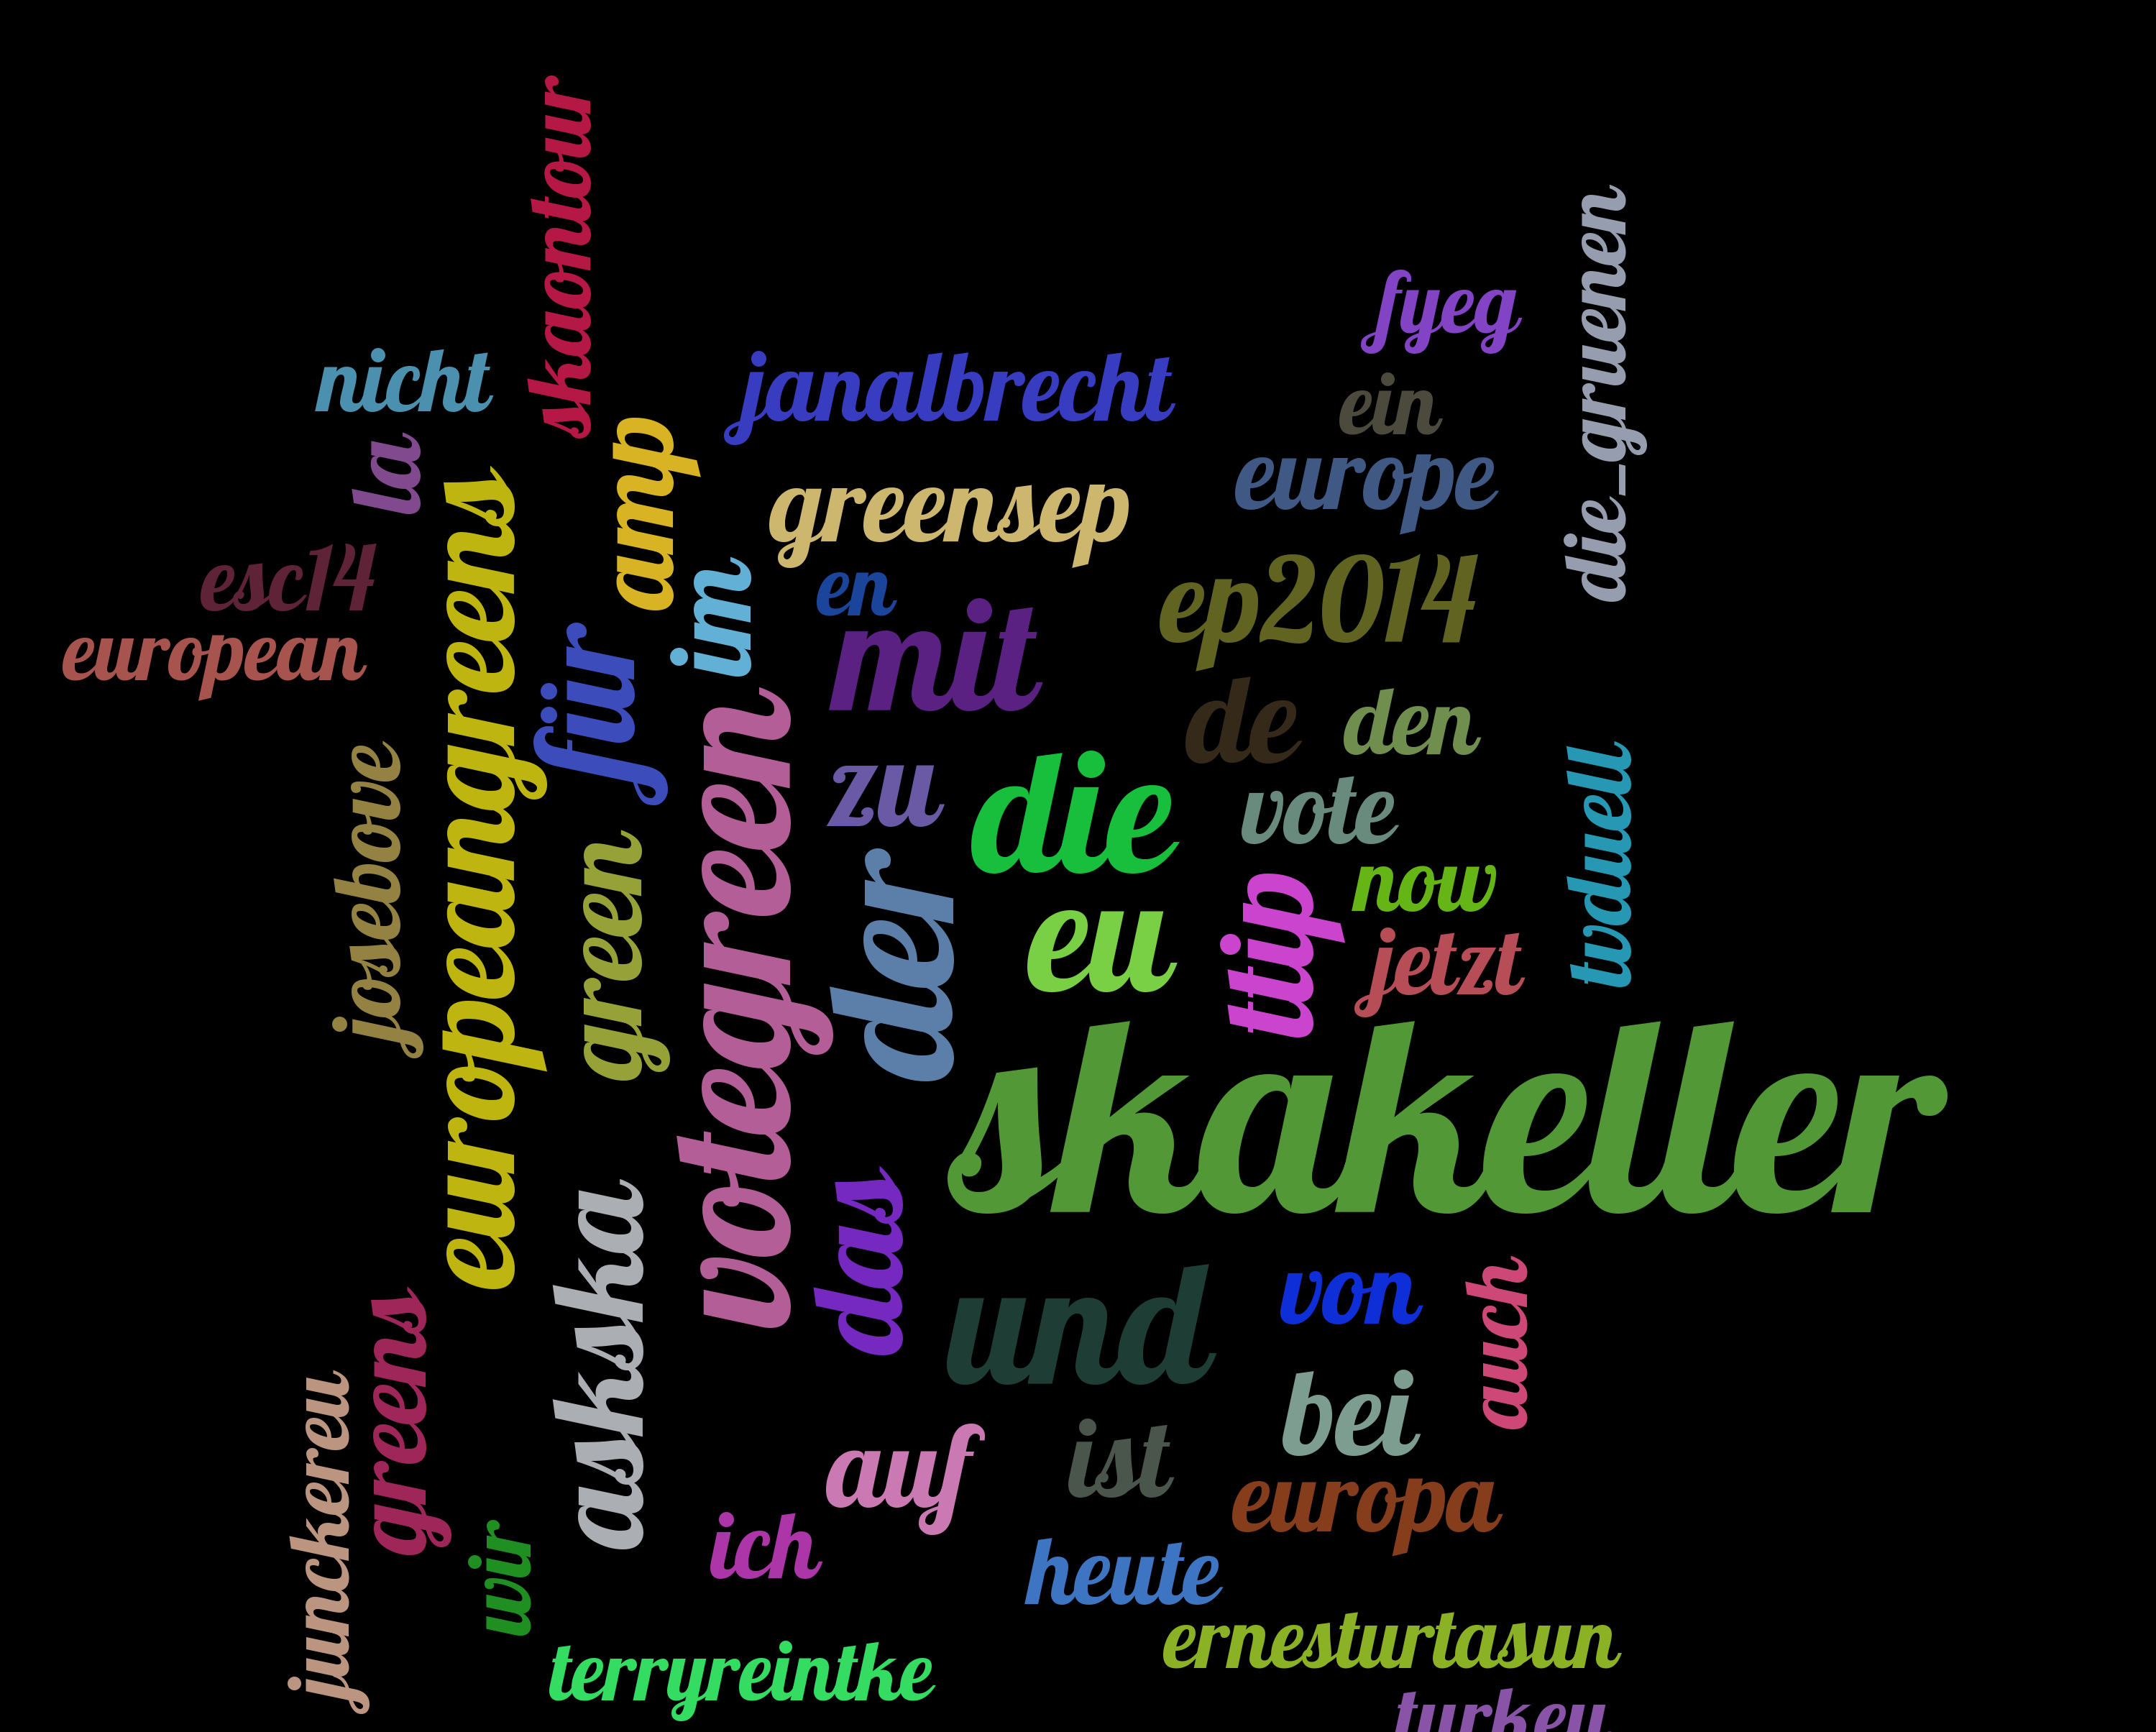 skaontour
die_gruenen
fyeg
nicht
janalbrecht
ein
la
amp
europe
europeangreens
greensep
esc14
ep2014
im
en
european
für
mit
de
den
votegreen
josebove
zu
die
vote
tvduell
green
der
now
ttip
eu
jetzt
skakeller
askska
das
und
von
auch
greens
junckereu
bei
auf
ist
europa
ich
wir
heute
ernesturtasun
terryreintke
turkey